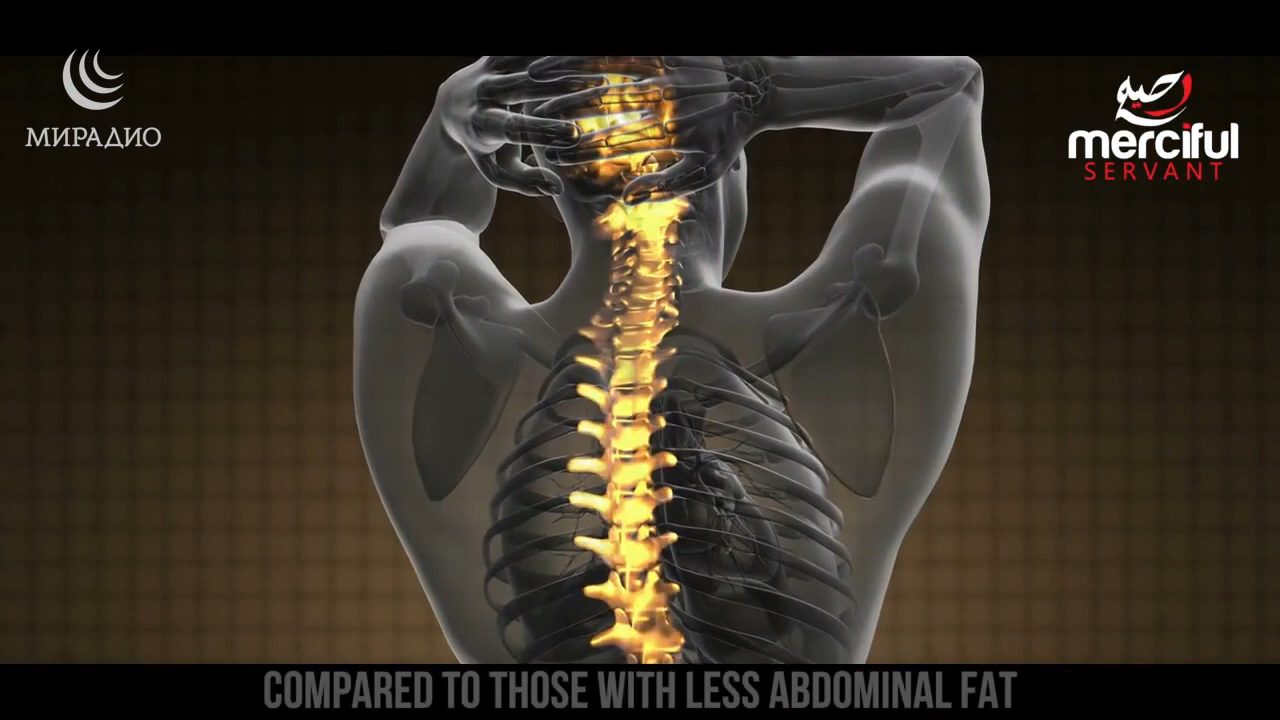 МИРАДИО
رحيم
merciful
SERVANT
COMPARED TO THOSE WITH LESS ABDOMINAL FAT